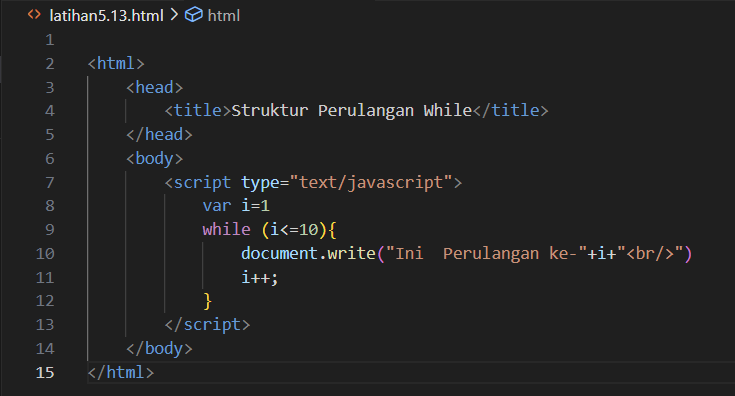 latihan5.13.html > html
1
2 <html>
3     <head>
4         <title>Struktur Perulangan While</title>
5     </head>
6     <body>
7         <script type="text/javascript">
8             var i=1
9             while (i<=10){
10                 document.write("Ini  Perulangan ke-"+i+"<br/>")
11                 i++;
12             }
13         </script>
14     </body>
15 </html>